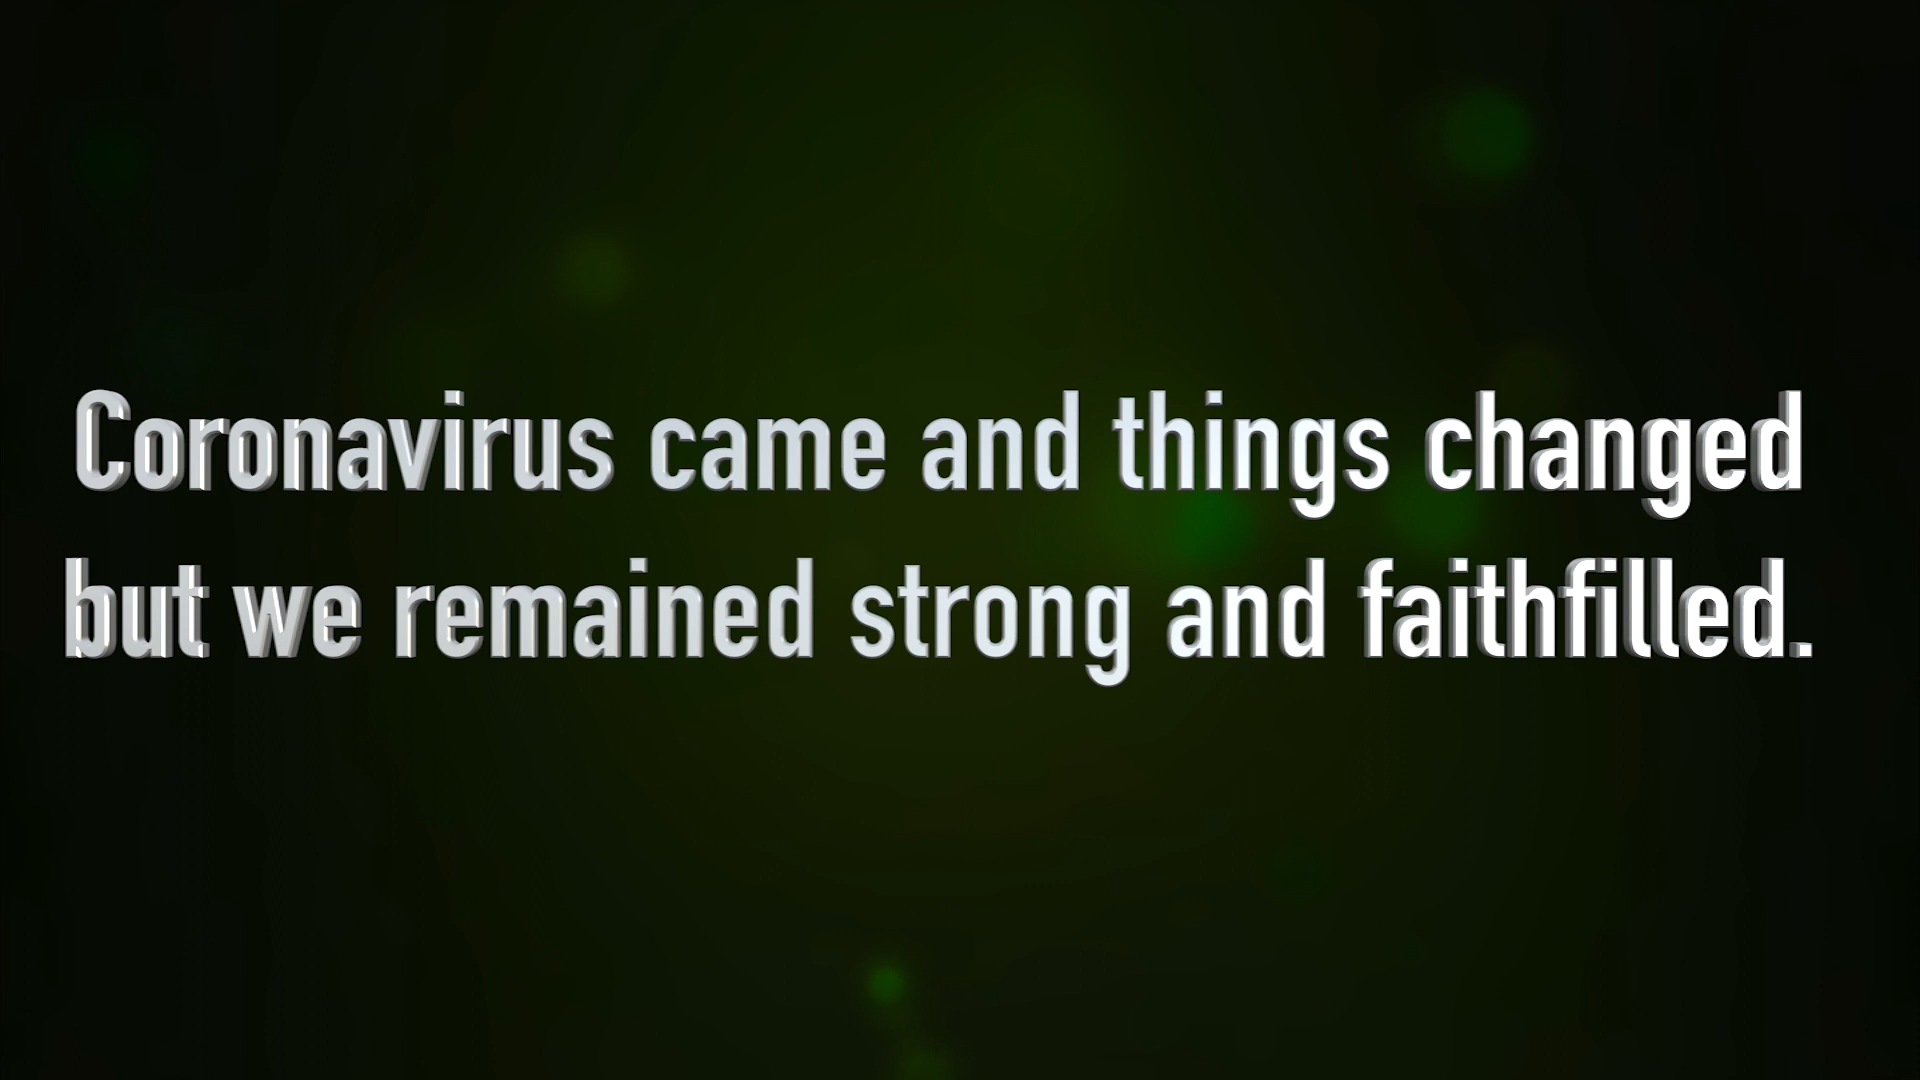 Coronavirus came and things changed
but we remained strong and faithfilled.